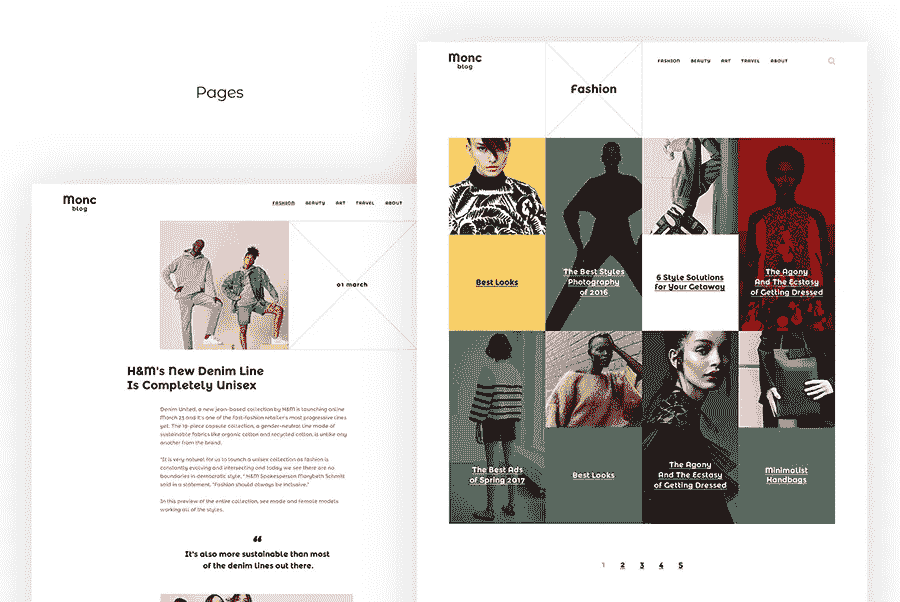 Pages
Monc
blog
FASHION BEAUTY ART TRAVEL ABOUT
01 march
H&M's New Denim Line
Is Completely Unisex
Denim United, a new jean-based collection by H&M is launching online
March 23 and it's one of the fast-fashion retailer's most progressive lines
yet. The 19-piece capsule collection, a gender-neutral line made of
sustainable fabrics like organic cotton and recycled cotton, is unlike any
another from the brand.
"It is very natural for us to launch a unisex collection as fashion is
constantly evolving and intersecting and today we see there are no
boundaries in democratic style," H&M Spokesperson Marybeth Schmitt
said in a statement. "Fashion should always be inclusive."
In this preview of the entire collection, see male and female models
working all of the styles.
“
It's also more sustainable than most
of the denim lines out there.
Monc
blog
FASHION BEAUTY ART TRAVEL ABOUT
Fashion
Best Looks
The Best Styles
Photography
of 2016
6 Style Solutions
for Your Getaway
The Agony
And The Ecstasy
of Getting Dressed
The Best Ads
of Spring 2017
Best Looks
The Agony
And The Ecstasy
of Getting Dressed
Minimalist
Handbags
1 2 3 4 5